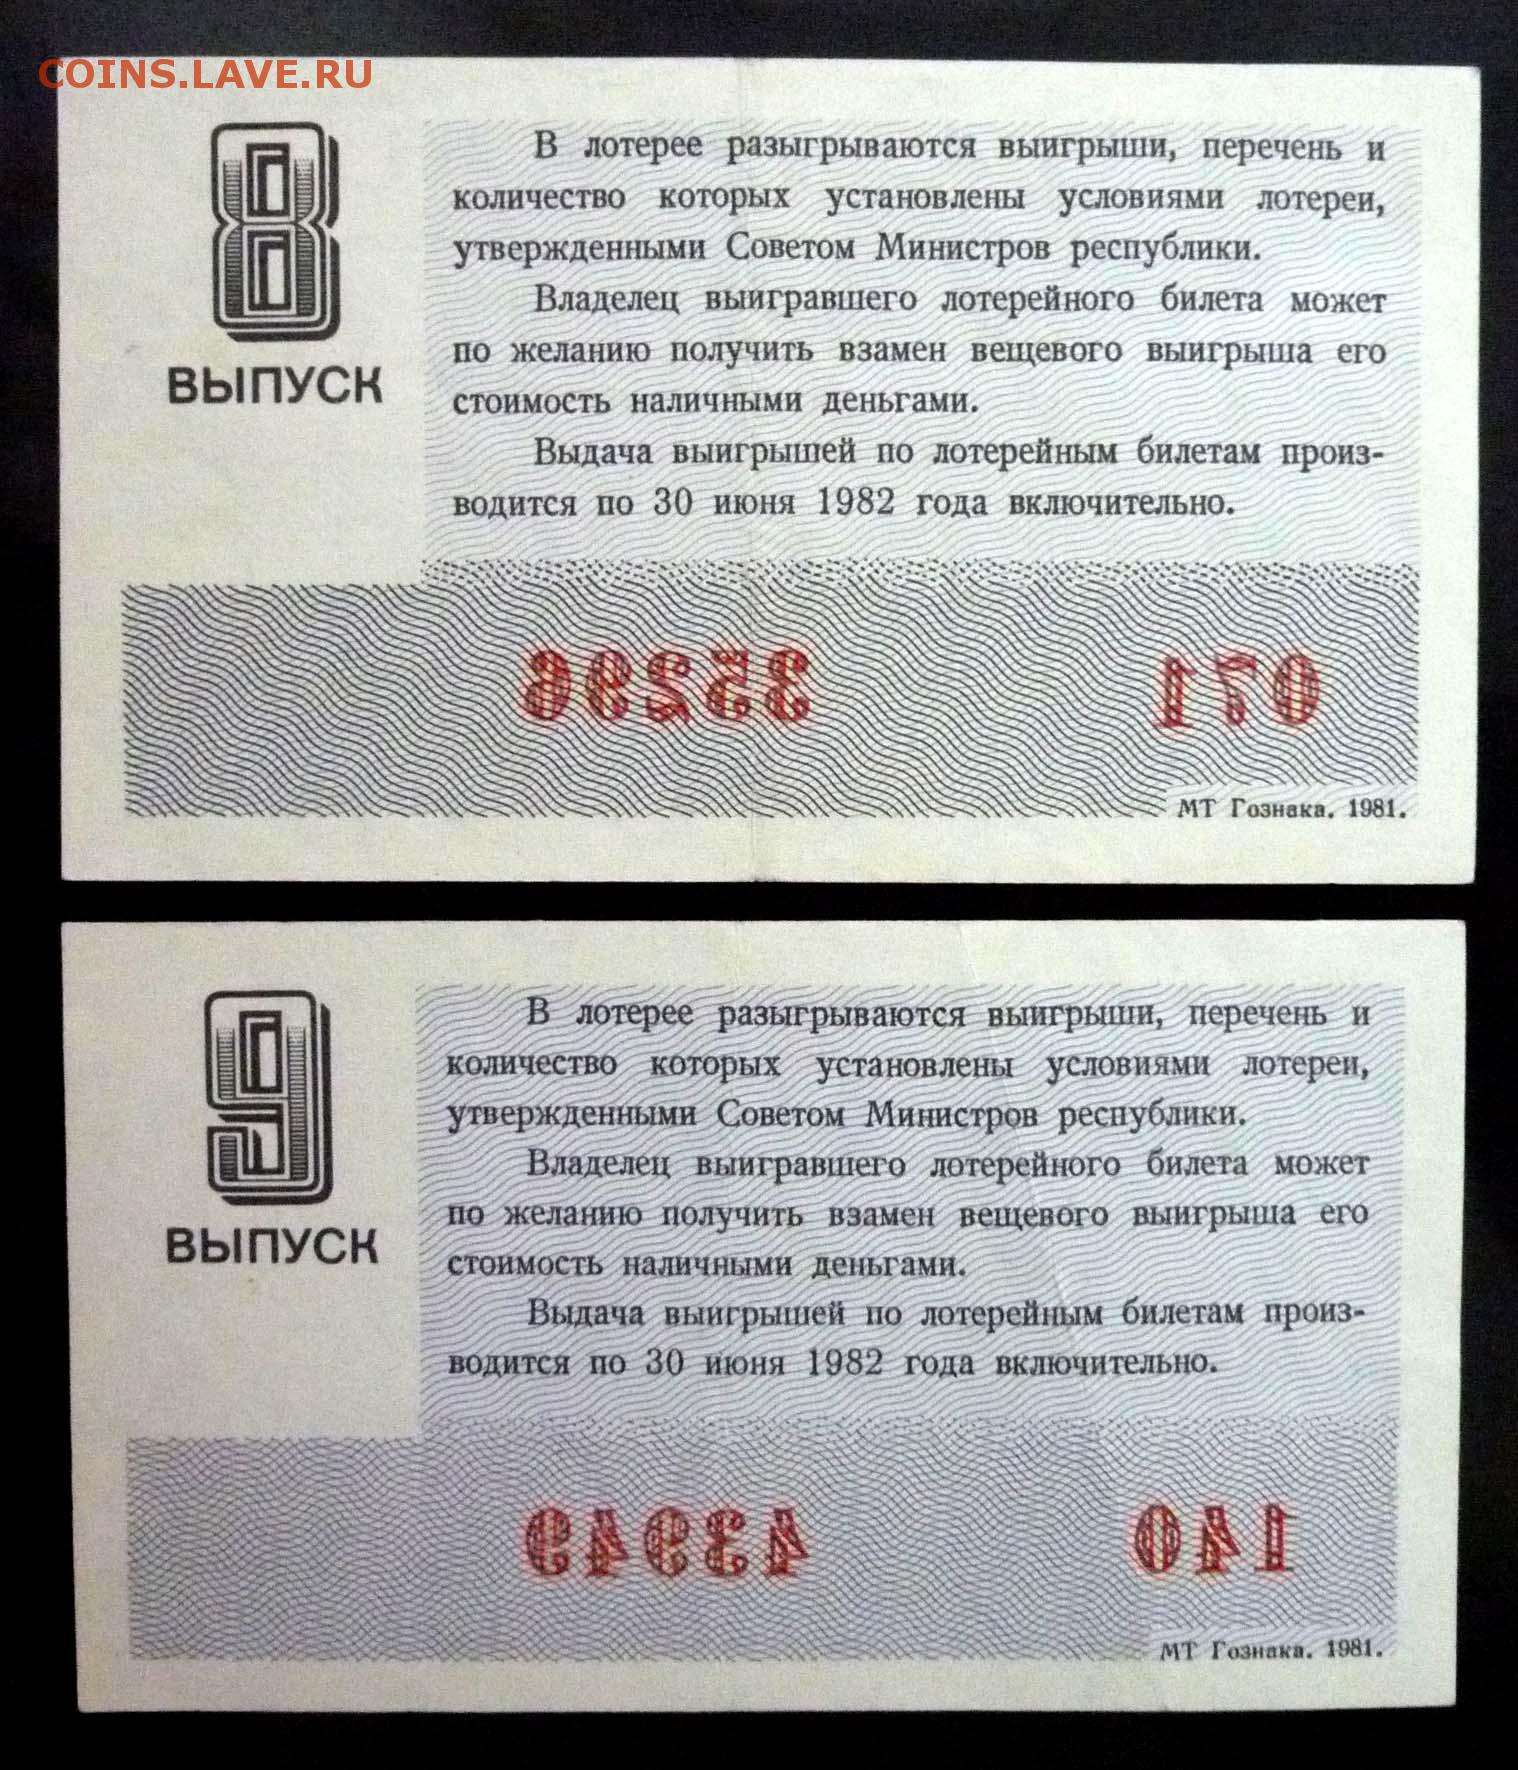 COINS.LAVE.RU
8
ВЫПУСК
В лотерее разыгрываются выигрыши, перечень и
количество которых установлены условиями лотереи,
утвержденными Советом Министров республики.
Владелец выигравшего лотерейного билета может
по желанию получить взамен вещевого выигрыша его
стоимость наличными деньгами.
Выдача выигрышей по лотерейным билетам произ-
водится по 30 июня 1982 года включительно.
071 35296
МТ Гознака. 1981.
9
ВЫПУСК
В лотерее разыгрываются выигрыши, перечень и
количество которых установлены условиями лотереи,
утвержденными Советом Министров республики.
Владелец выигравшего лотерейного билета может
по желанию получить взамен вещевого выигрыша его
стоимость наличными деньгами.
Выдача выигрышей по лотерейным билетам произ-
водится по 30 июня 1982 года включительно.
140 43949
МТ Гознака. 1981.